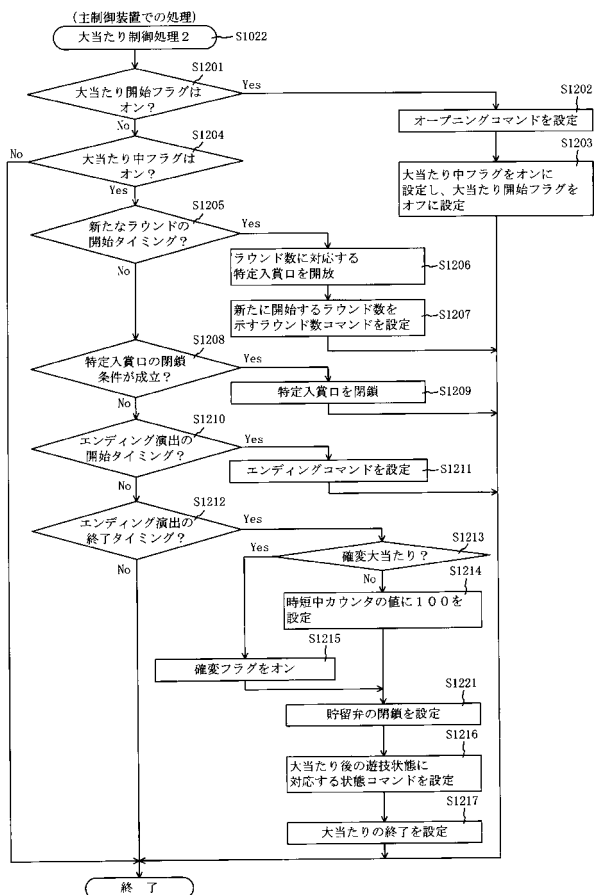 (主制御装置での処理)
大当たり制御処理2
S1022
S1201
大当たり開始フラグは
オン?
Yes
No
S1202
オープニングコマンドを設定
S1203
大当たり中フラグをオンに
設定し、大当たり開始フラグを
オフに設定
S1204
大当たり中フラグは
オン?
No
Yes
S1205
新たなラウンドの
開始タイミング?
Yes
No
ラウンド数に対応する
特定入賞口を開放
S1206
新たに開始するラウンド数を
示すラウンド数コマンドを設定
S1207
S1208
特定入賞口の閉鎖
条件が成立?
Yes
No
特定入賞口を閉鎖
S1209
S1210
エンディング演出の
開始タイミング?
Yes
No
エンディングコマンドを設定
S1211
S1212
エンディング演出の
終了タイミング?
Yes
No
S1213
確変大当たり?
Yes
No
S1214
時短中カウンタの値に100を
設定
S1215
確変フラグをオン
S1221
貯留弁の閉鎖を設定
S1216
大当たり後の遊技状態に
対応する状態コマンドを設定
S1217
大当たりの終了を設定
終 了